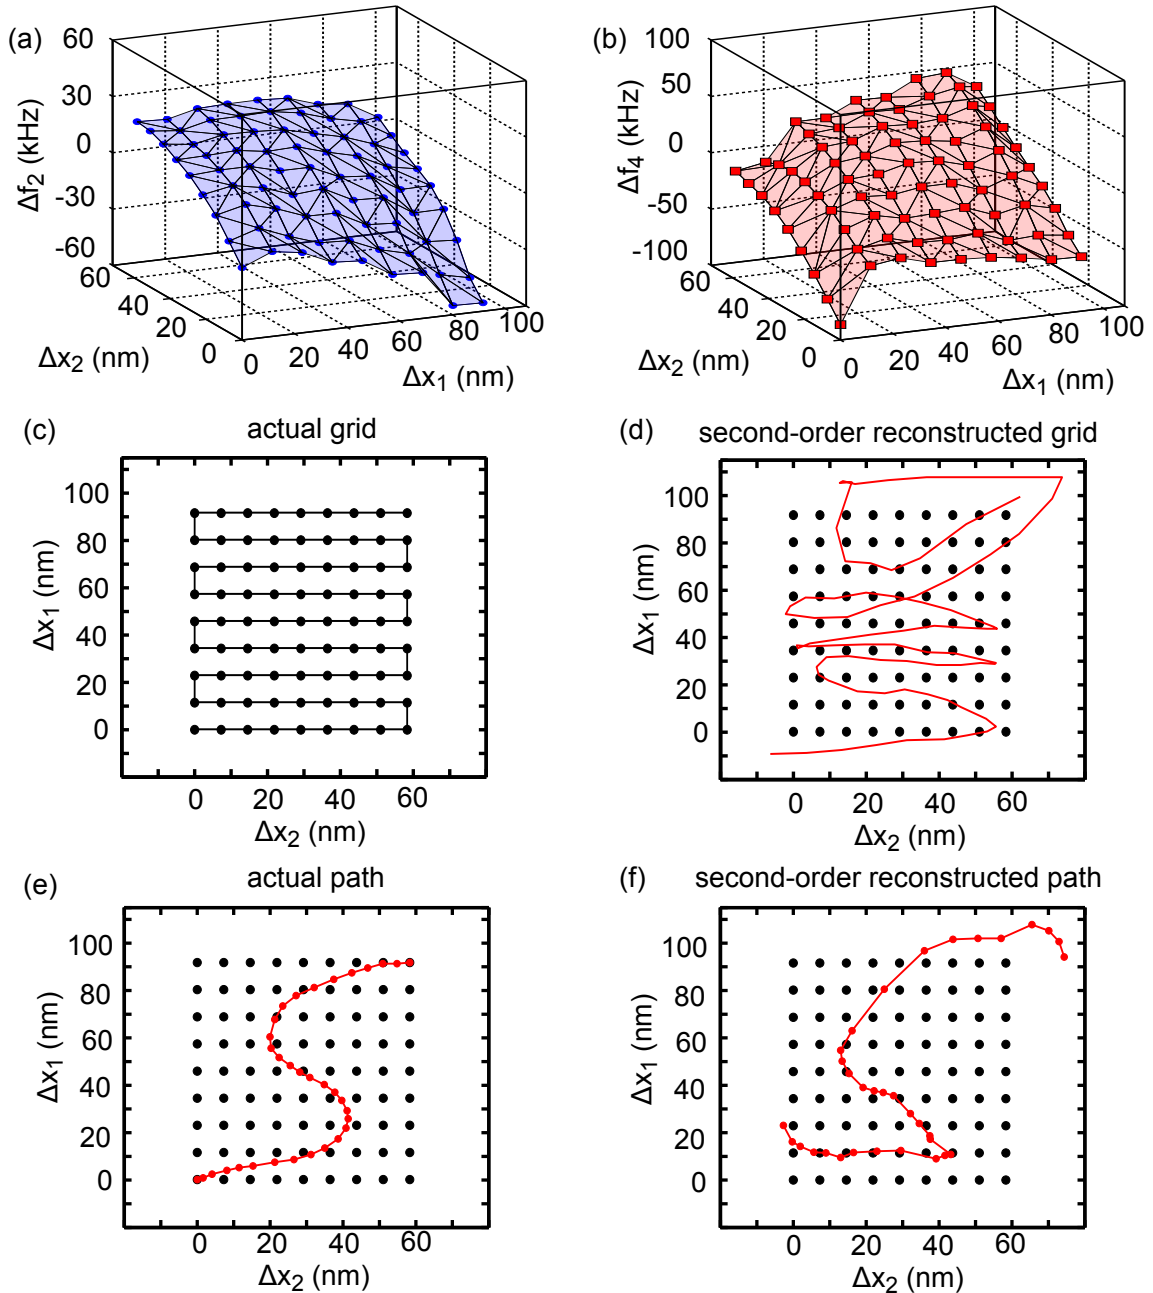 (a)
60
30
0
-30
-60
Δf2 (kHz)
60
40
20
0
Δx2 (nm)
0
20
40
60
80
100
Δx1 (nm)
(b)
100
50
0
-50
-100
Δf4 (kHz)
60
40
20
0
Δx2 (nm)
0
20
40
60
80
100
Δx1 (nm)
(c)
actual grid
100
80
60
40
20
0
Δx1 (nm)
0 20 40 60
Δx2 (nm)
(d)
second-order reconstructed grid
100
80
60
40
20
0
Δx1 (nm)
0 20 40 60
Δx2 (nm)
(e)
actual path
100
80
60
40
20
0
Δx1 (nm)
0 20 40 60
Δx2 (nm)
(f)
second-order reconstructed path
100
80
60
40
20
0
Δx1 (nm)
0 20 40 60
Δx2 (nm)